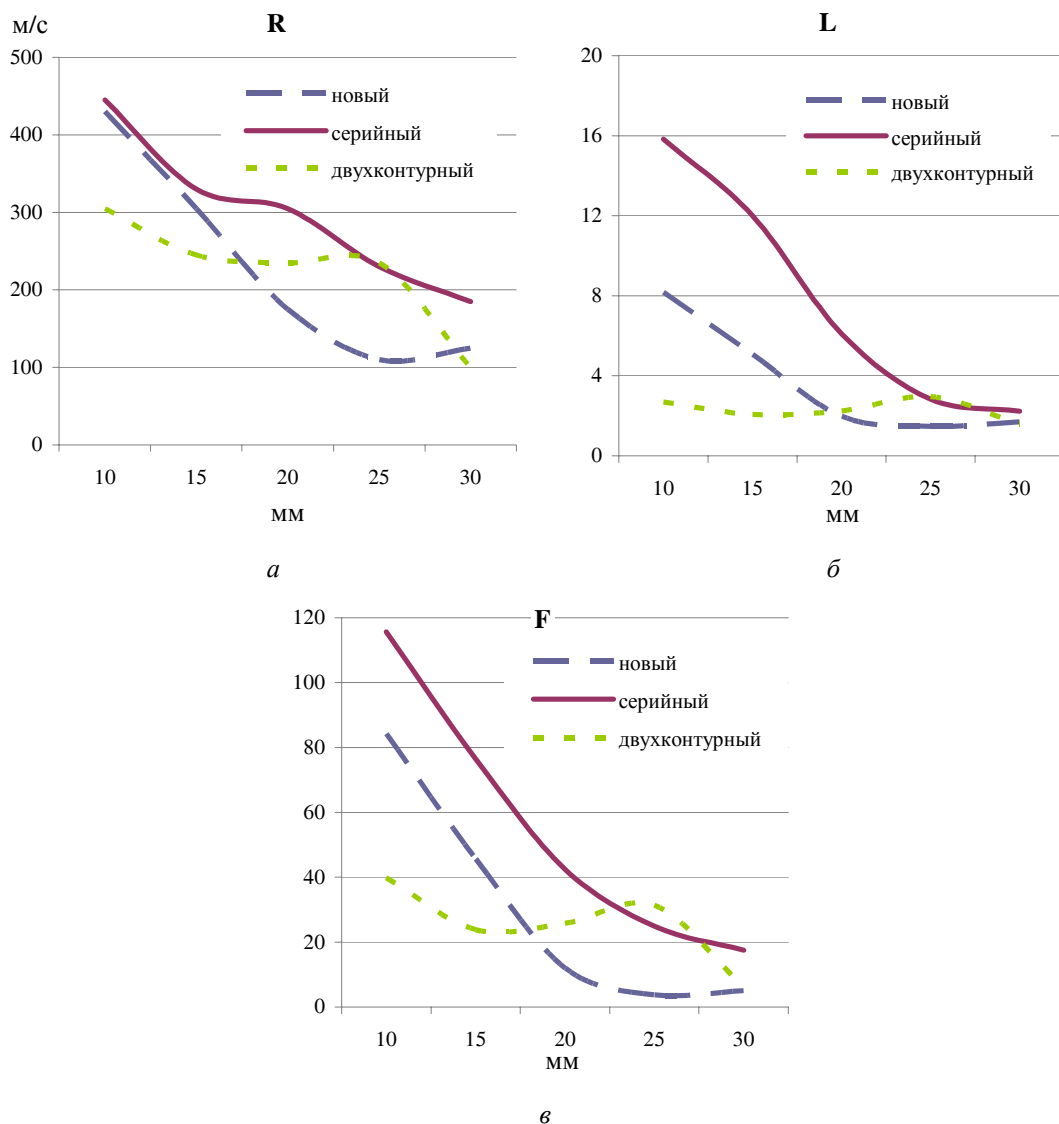 м/с
R
500
400
300
200
100
0
новый
серийный
двухконтурный
10 15 20 25 30
мм
а
L
20
16
12
8
4
0
новый
серийный
двухконтурный
10 15 20 25 30
мм
б
F
120
100
80
60
40
20
0
новый
серийный
двухконтурный
10 15 20 25 30
мм
в